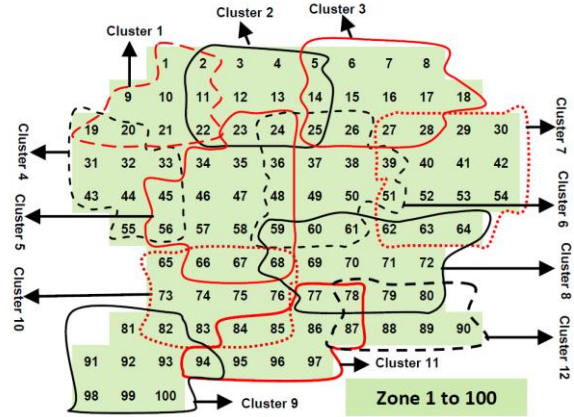 Cluster 3
Cluster 2
Cluster 1
1 2 3 4 5 6 7 8
9 10 11 12 13 14 15 16 17 18
19 20 21 22 23 24 25 26 27 28 29 30
Cluster 7
Cluster 4
31 32 33 34 35 36 37 38 39 40 41 42
43 44 45 46 47 48 49 50 51 52 53 54
Cluster 6
Cluster 5
55 56 57 58 59 60 61 62 63 64
65 66 67 68 69 70 71 72
Cluster 8
Cluster 10
73 74 75 76 77 78 79 80
81 82 83 84 85 86 87 88 89 90
Cluster 12
91 92 93 94 95 96 97
Cluster 11
98 99 100
Cluster 9
Zone 1 to 100